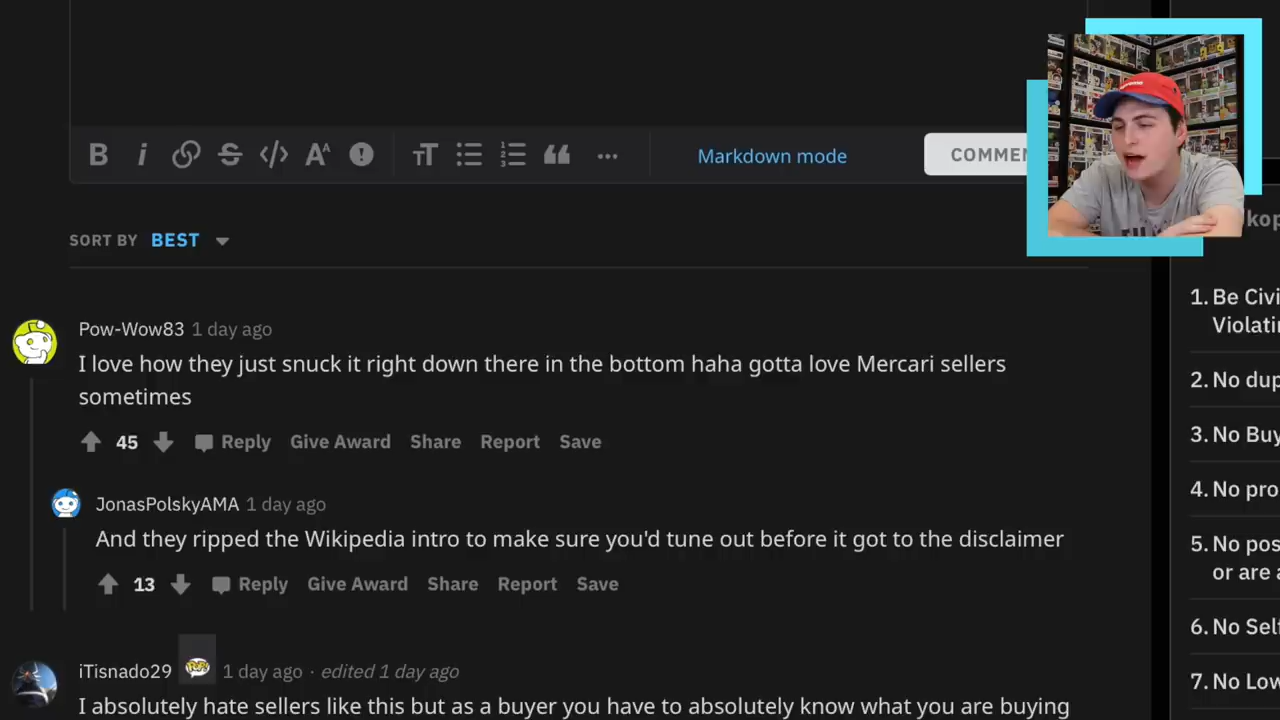 B i S </> A^A TT Markdown mode COMMEN
SORT BY BEST
Pow-Wow83 1 day ago
I love how they just snuck it right down there in the bottom haha gotta love Mercari sellers
sometimes
45 Reply Give Award Share Report Save
JonasPolskyAMA 1 day ago
And they ripped the Wikipedia intro to make sure you'd tune out before it got to the disclaimer
13 Reply Give Award Share Report Save
iTisnado29 POP! 1 day ago · edited 1 day ago
I absolutely hate sellers like this but as a buyer you have to absolutely know what you are buying
kop
1. Be Civi
Violatin
2. No dup
3. No Buy
4. No pro
5. No pos
or are a
6. No Sel
7. No Low